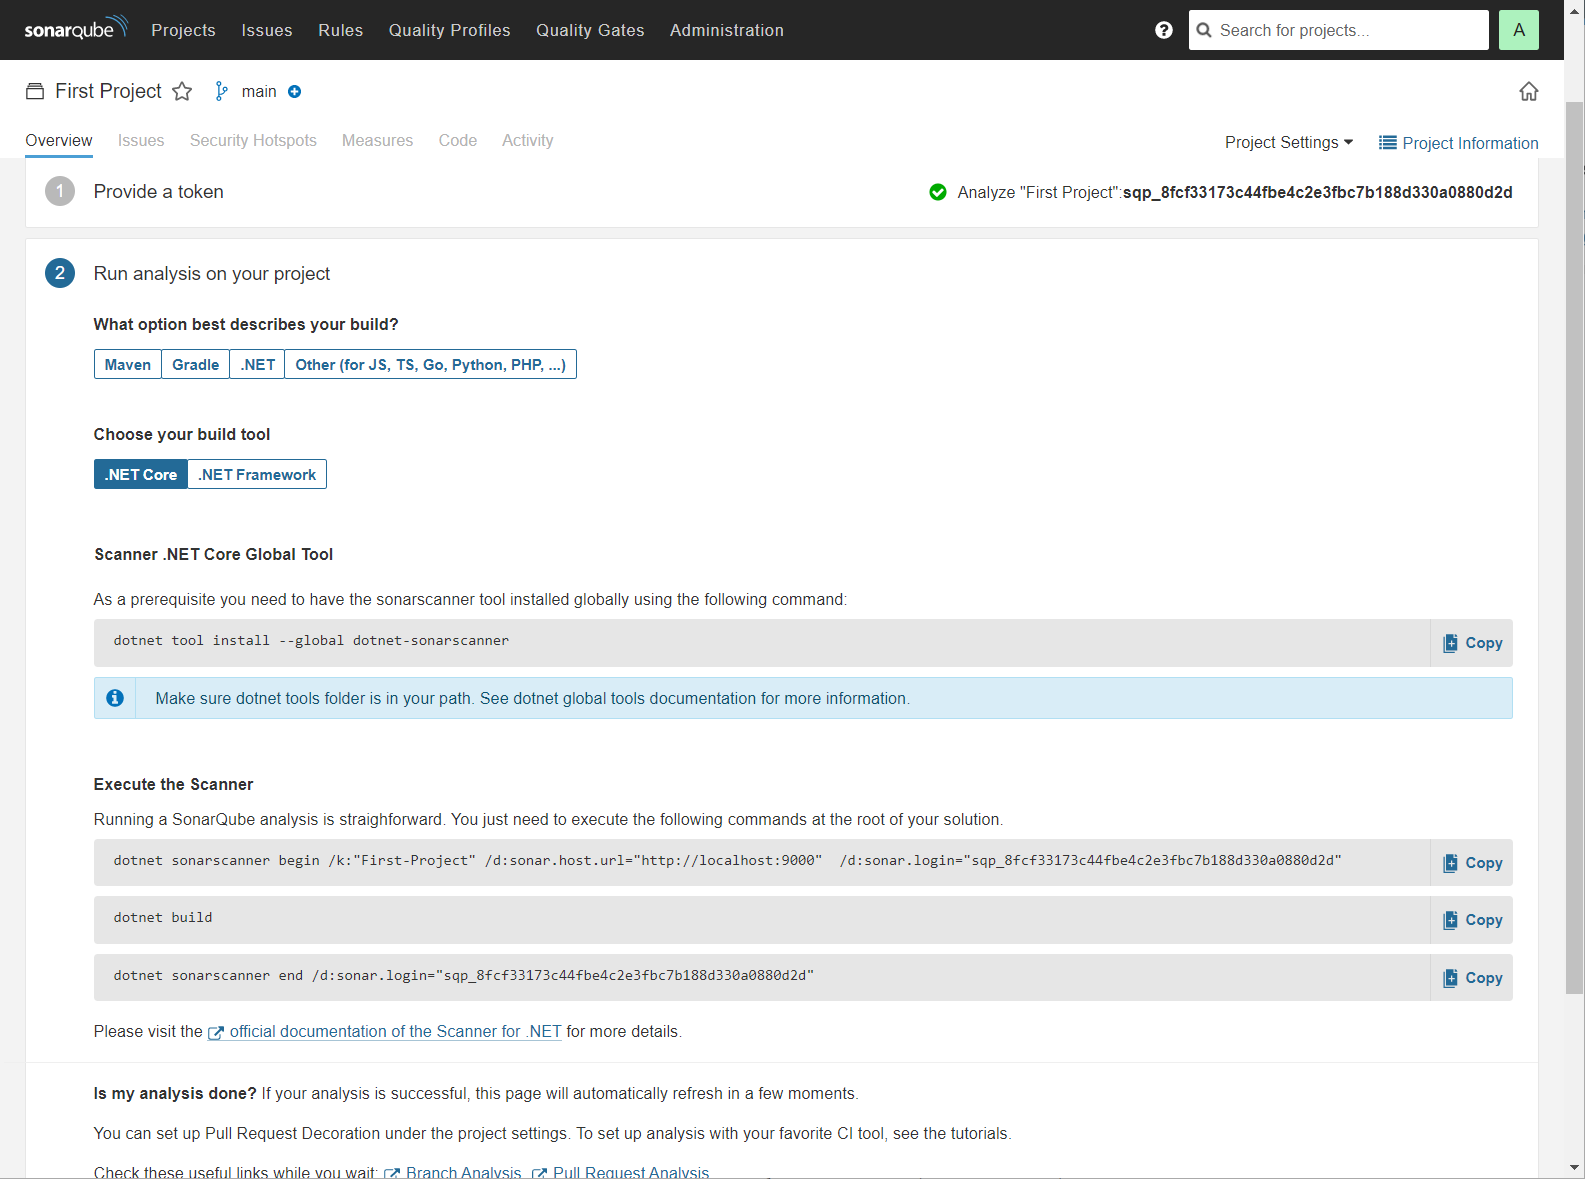 sonarqube Projects Issues Rules Quality Profiles Quality Gates Administration ? Search for projects... A
First Project main
Overview Issues Security Hotspots Measures Code Activity Project Settings Project Information
1 Provide a token Analyze "First Project":sqp_8fcf33173c44fbe4c2e3fbc7b188d330a0880d2d
2 Run analysis on your project
What option best describes your build?
Maven Gradle .NET Other (for JS, TS, Go, Python, PHP, ...)
Choose your build tool
.NET Core .NET Framework
Scanner .NET Core Global Tool
As a prerequisite you need to have the sonarscanner tool installed globally using the following command:
dotnet tool install --global dotnet-sonarscanner Copy
Make sure dotnet tools folder is in your path. See dotnet global tools documentation for more information.
Execute the Scanner
Running a SonarQube analysis is straighforward. You just need to execute the following commands at the root of your solution.
dotnet sonarscanner begin /k:"First-Project" /d:sonar.host.url="http://localhost:9000"  /d:sonar.login="sqp_8fcf33173c44fbe4c2e3fbc7b188d330a0880d2d" Copy
dotnet build Copy
dotnet sonarscanner end /d:sonar.login="sqp_8fcf33173c44fbe4c2e3fbc7b188d330a0880d2d" Copy
Please visit the official documentation of the Scanner for .NET for more details.
Is my analysis done? If your analysis is successful, this page will automatically refresh in a few moments.
You can set up Pull Request Decoration under the project settings. To set up analysis with your favorite CI tool, see the tutorials.
Check these useful links while you wait: Branch Analysis, Pull Request Analysis.